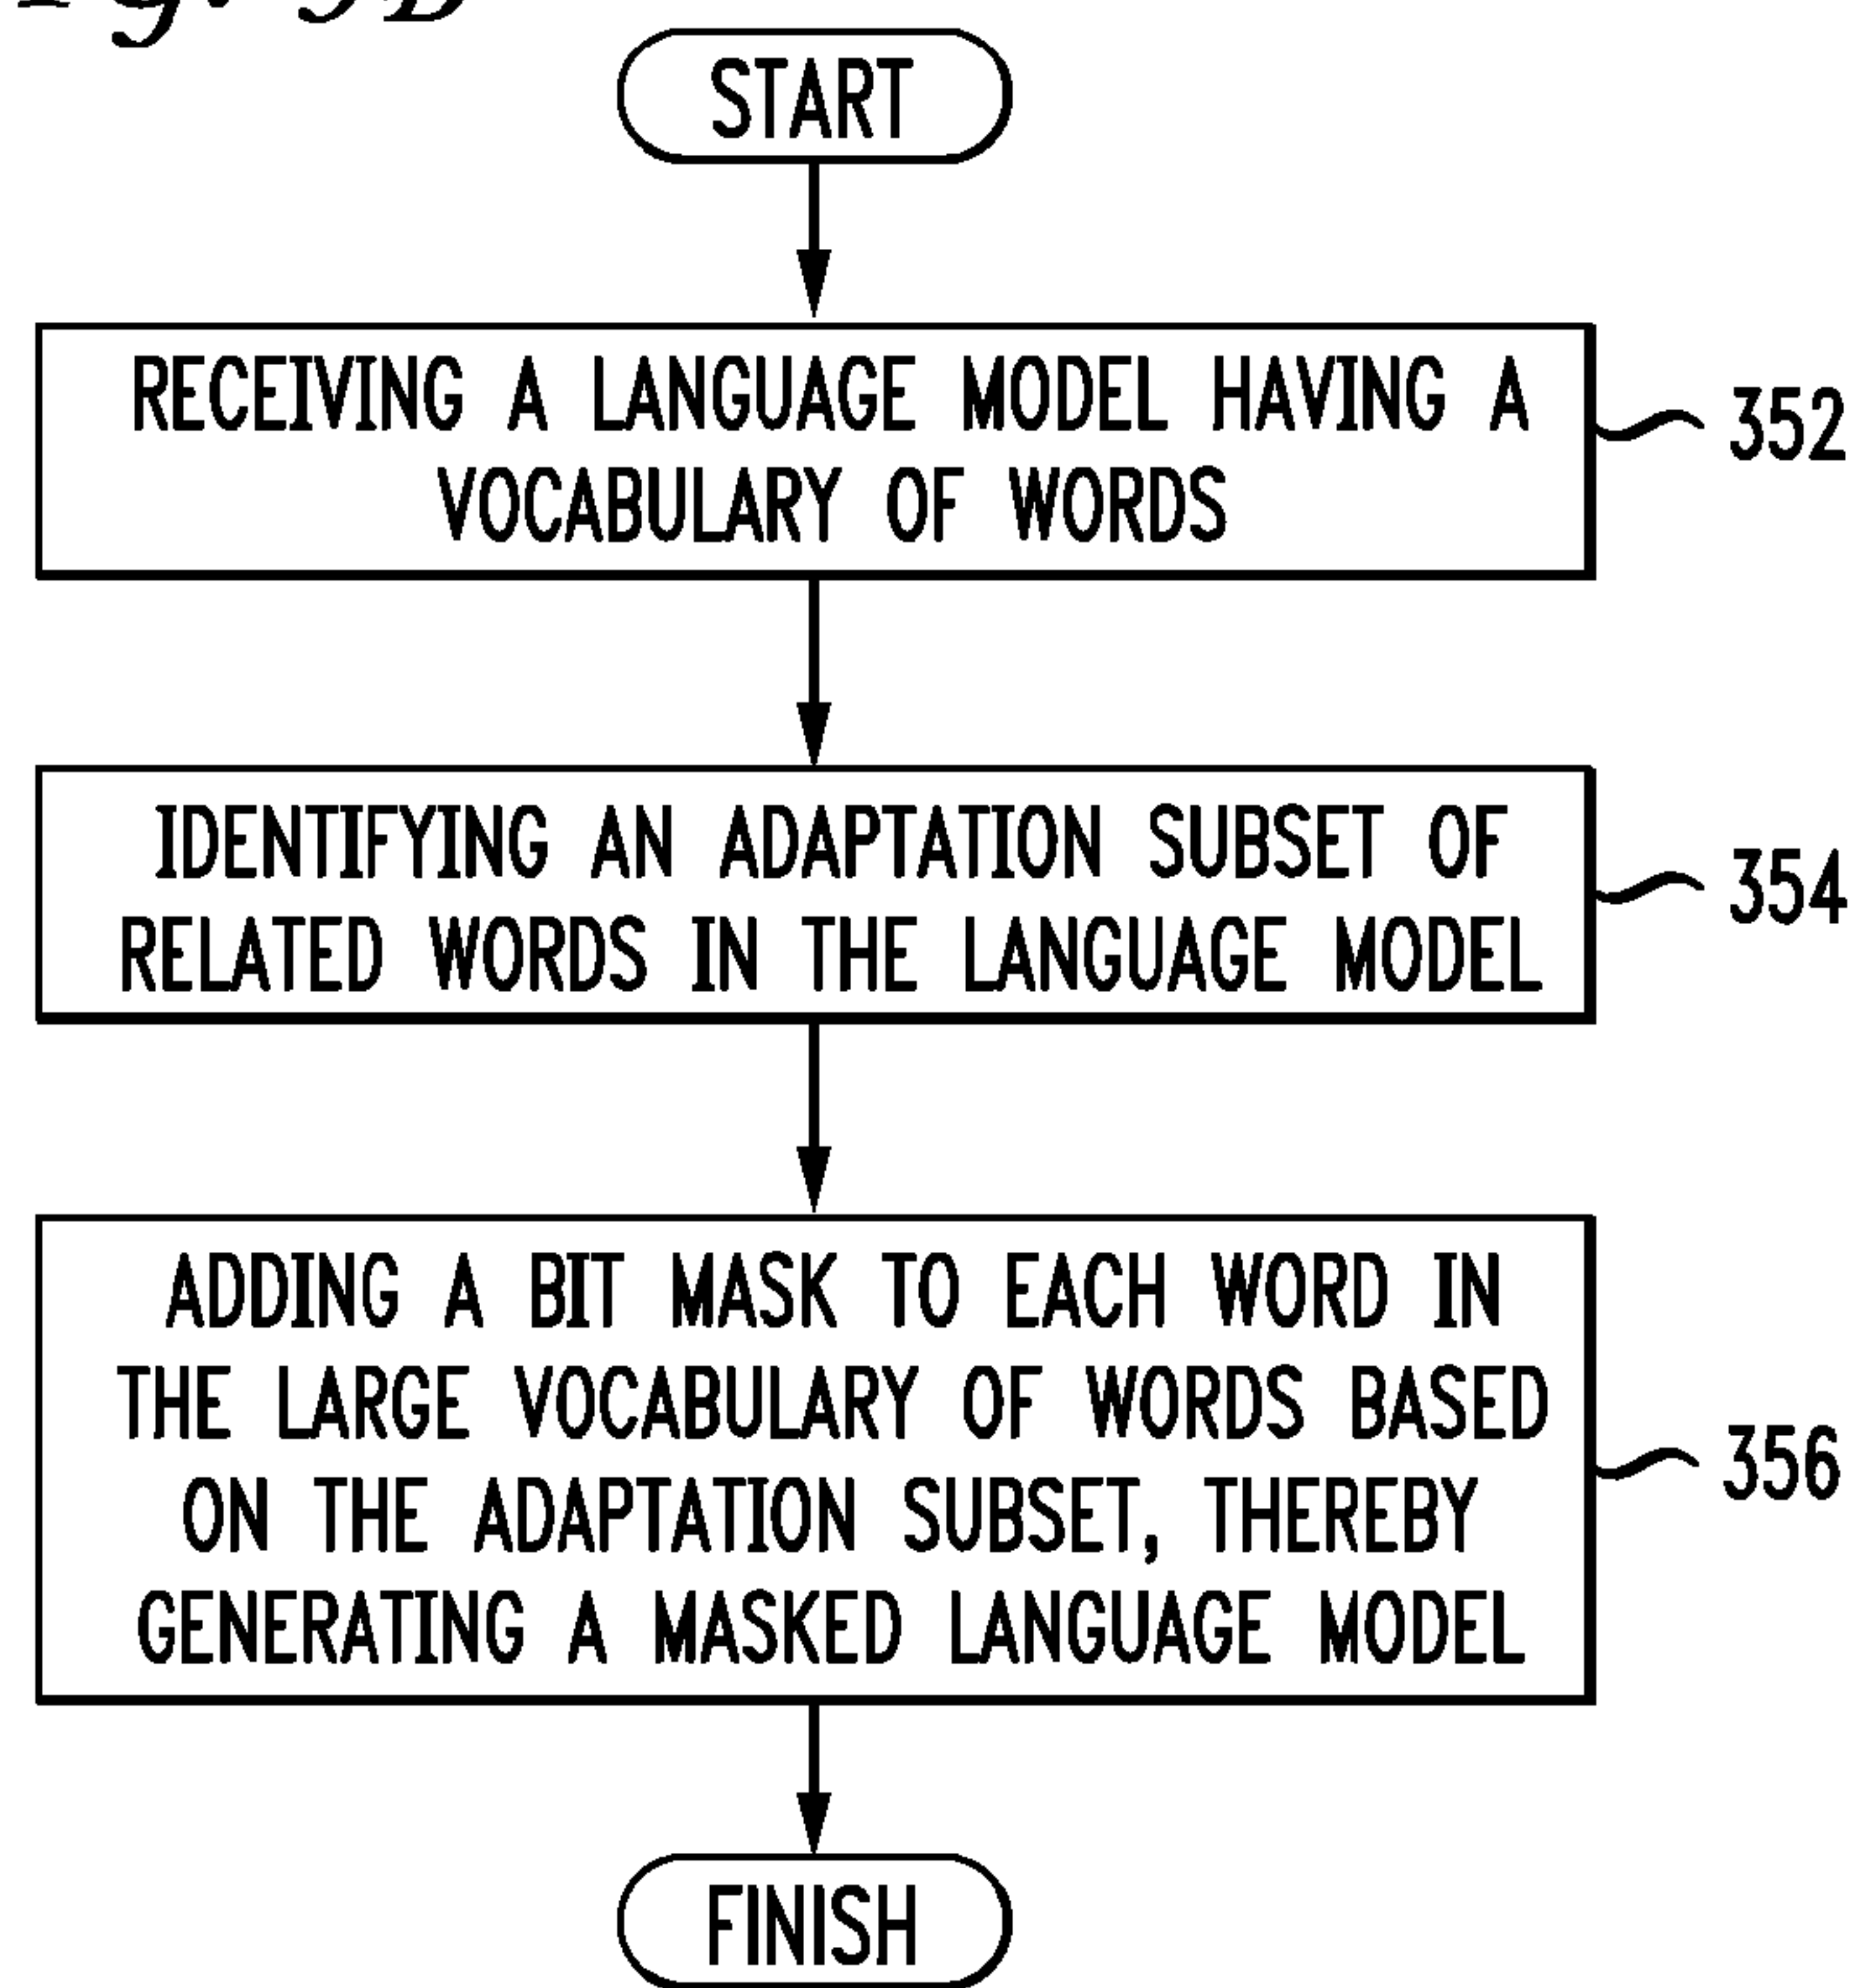 START
RECEIVING A LANGUAGE MODEL HAVING A
VOCABULARY OF WORDS
352
IDENTIFYING AN ADAPTATION SUBSET OF
RELATED WORDS IN THE LANGUAGE MODEL
354
ADDING A BIT MASK TO EACH WORD IN
THE LARGE VOCABULARY OF WORDS BASED
ON THE ADAPTATION SUBSET, THEREBY
GENERATING A MASKED LANGUAGE MODEL
356
FINISH